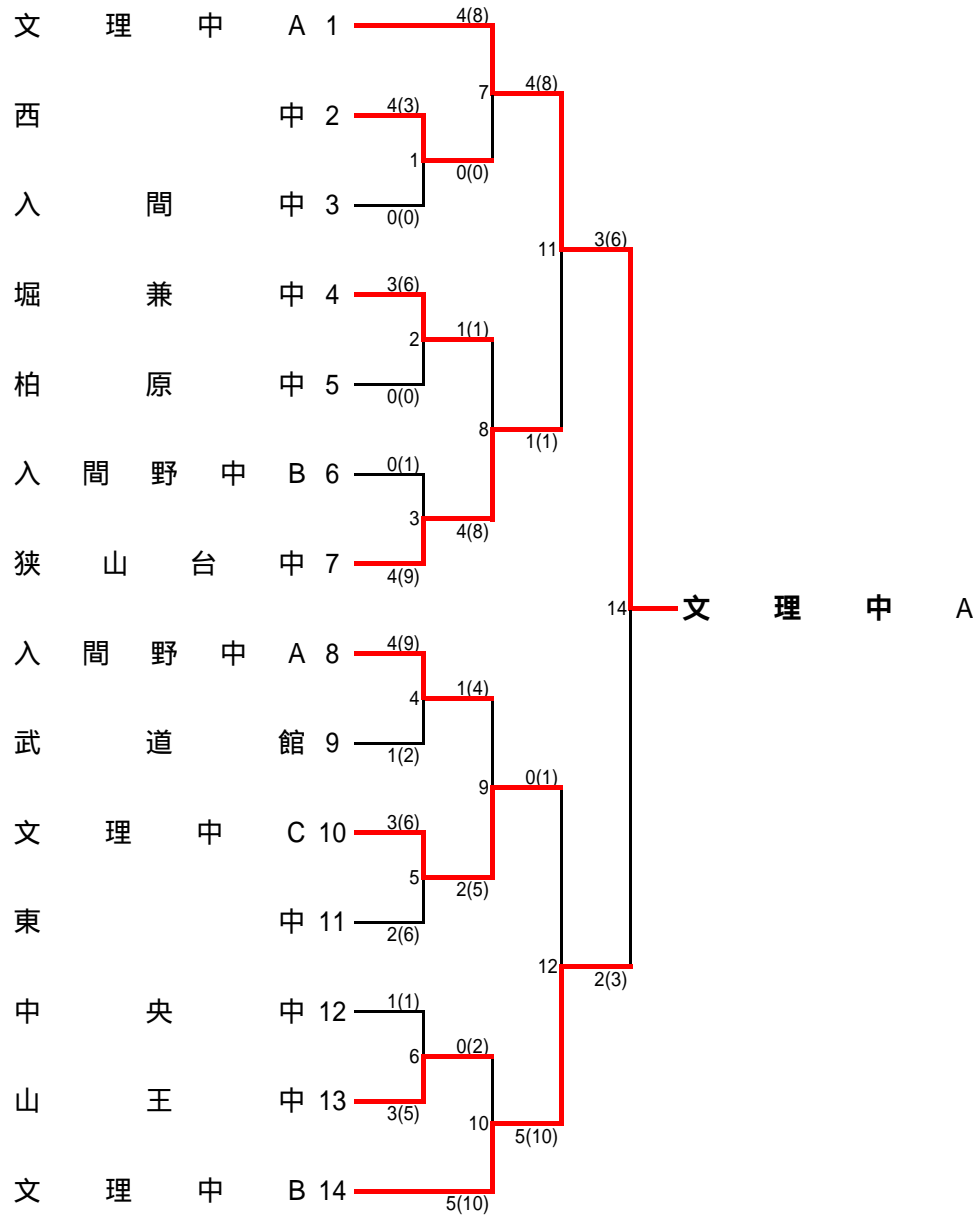 文理中A 1 4(8)
7 4(8)
西中 2 4(3)
1 0(0)
入間中 3 0(0)
11 3(6)
堀兼中 4 3(6)
2 1(1)
柏原中 5 0(0)
8 1(1)
入間野中B 6 0(1)
3 4(8)
狭山台中 7 4(9)
14 文理中A
入間野中A 8 4(9)
4 1(4)
武道館 9 1(2)
9 0(1)
文理中C 10 3(6)
5 2(5)
東中 11 2(6)
12 2(3)
中央中 12 1(1)
6 0(2)
山王中 13 3(5)
10 5(10)
文理中B 14 5(10)